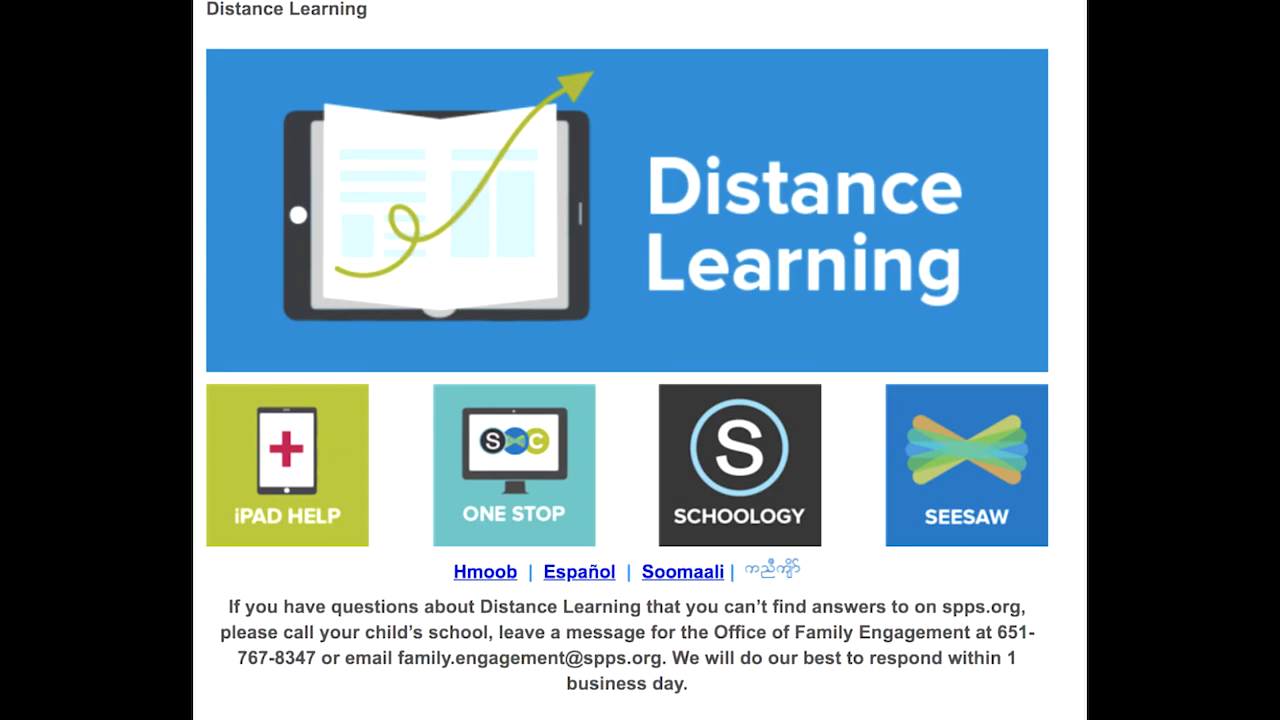 Distance Learning
Distance
Learning
S C
S
iPAD HELP
ONE STOP
SCHOOLOGY
SEESAW
Hmoob | Español | Soomaali | ကညီကျိာ်
If you have questions about Distance Learning that you can’t find answers to on spps.org,
please call your child’s school, leave a message for the Office of Family Engagement at 651-
767-8347 or email family.engagement@spps.org. We will do our best to respond within 1
business day.